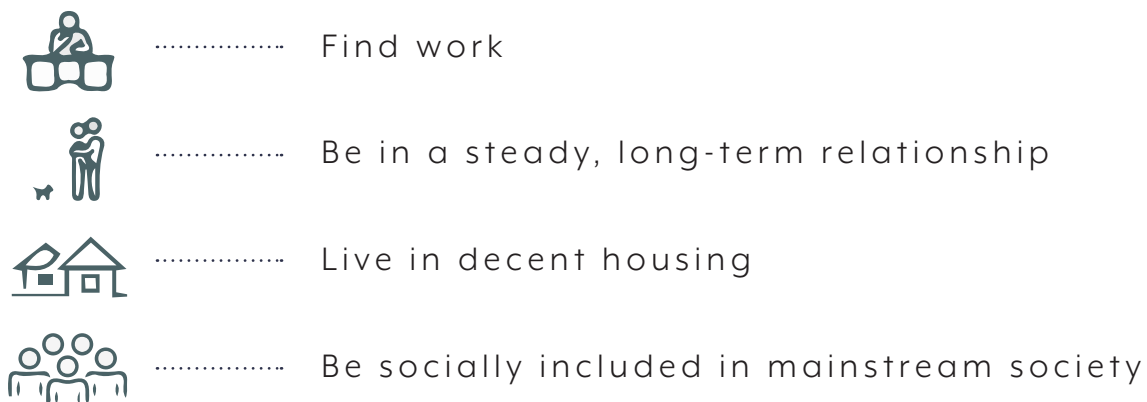 Find work
Be in a steady, long-term relationship
Live in decent housing
Be socially included in mainstream society